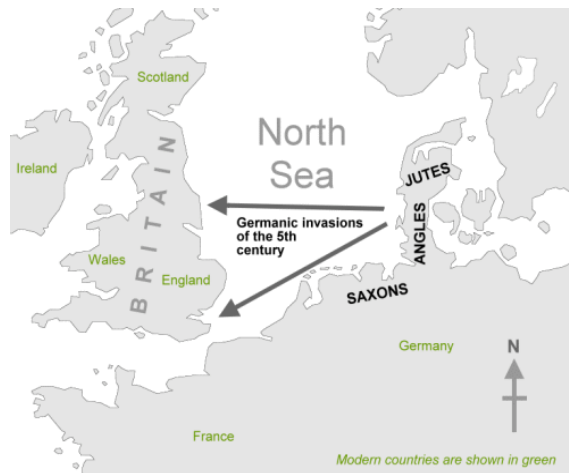 Scotland
North
Sea
Ireland
BRITAIN
JUTES
ANGLES
Germanic invasions
of the 5th
century
Wales
England
SAXONS
Germany
N
France
Modern countries are shown in green